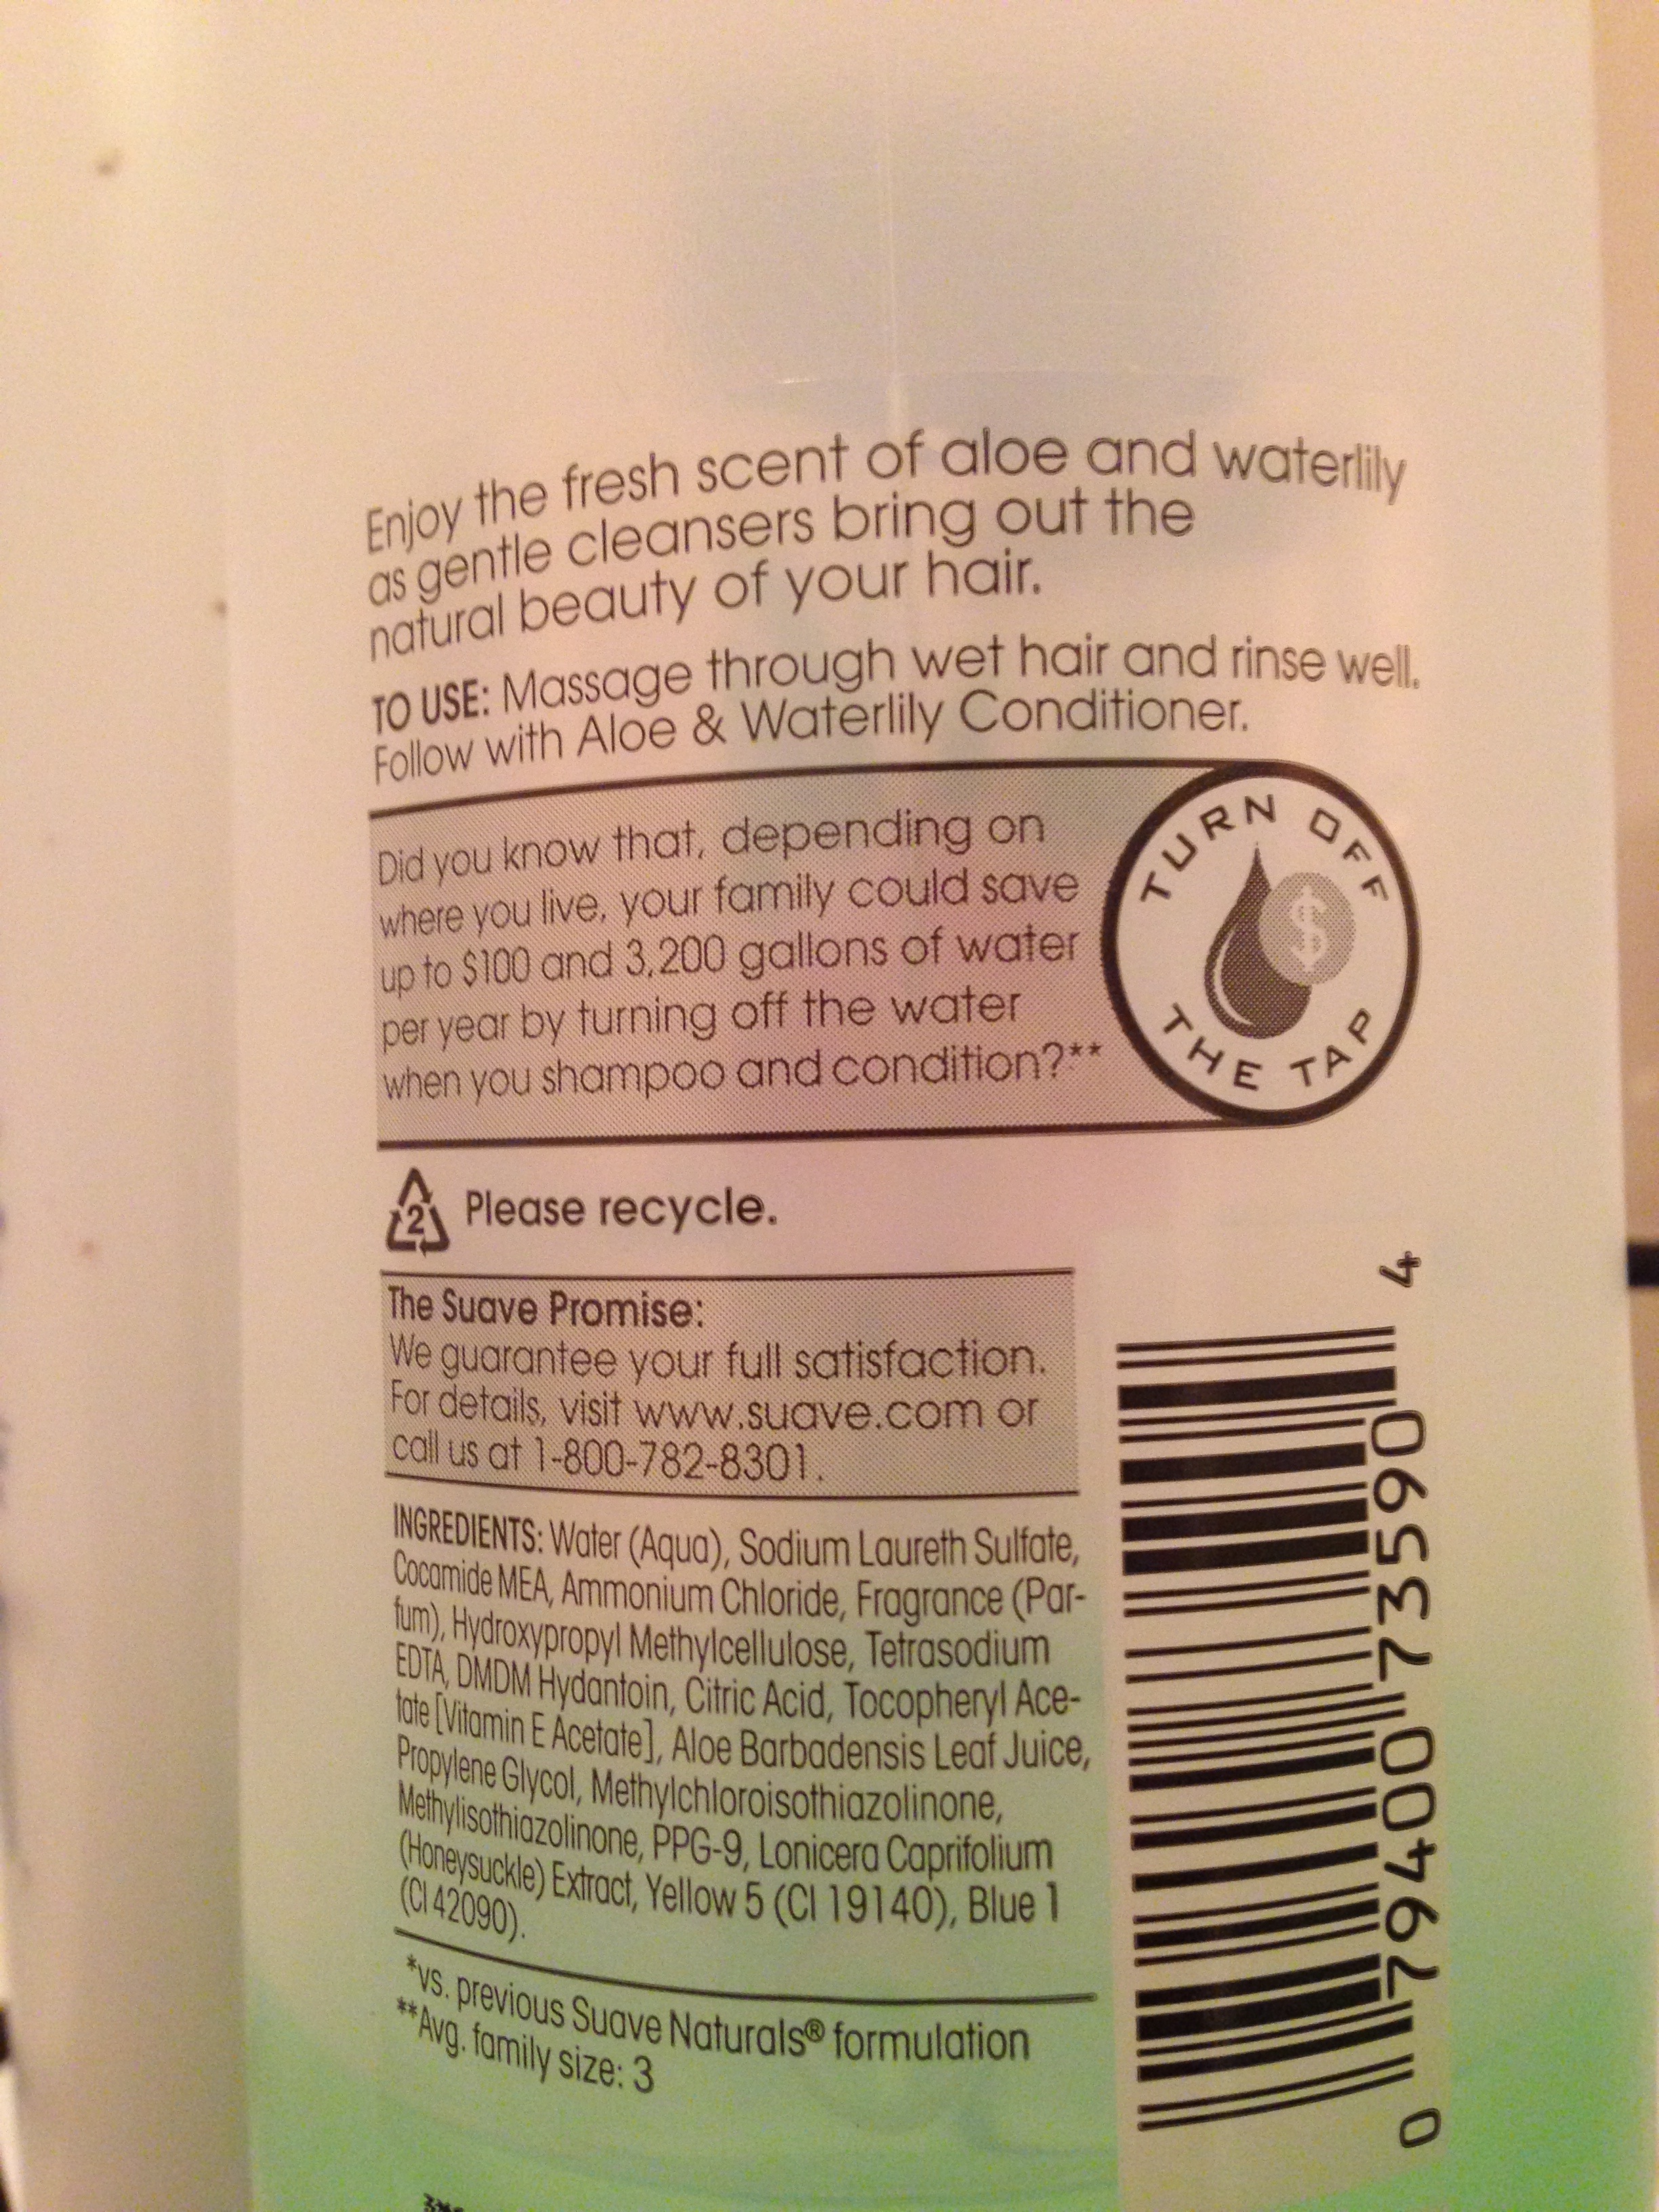 Enjoy the fresh scent of aloe and waterlily
as gentle cleansers bring out the
natural beauty of your hair.
TO USE: Massage through wet hair and rinse well.
Follow with Aloe & Waterlily Conditioner.
Did you know that, depending on
where you live, your family could save
up to $100 and 3,200 gallons of water
per year by turning off the water
when you shampoo and condition?**
TURN OFF
$
THE TAP
2 Please recycle.
The Suave Promise:
We guarantee your full satisfaction.
For details, visit www.suave.com or
call us at 1-800-782-8301.
INGREDIENTS: Water (Aqua), Sodium Laureth Sulfate,
Cocamide MEA, Ammonium Chloride, Fragrance (Par-
fum), Hydroxypropyl Methylcellulose, Tetrasodium
EDTA, DMDM Hydantoin, Citric Acid, Tocopheryl Ace-
tate [Vitamin E Acetate], Aloe Barbadensis Leaf Juice,
Propylene Glycol, Methylchloroisothiazolinone,
Methylisothiazolinone, PPG-9, Lonicera Caprifolium
(Honeysuckle) Extract, Yellow 5 (CI 19140), Blue 1
(CI 42090).
*vs. previous Suave Naturals® formulation
**Avg. family size: 3
0 79400 73590 4